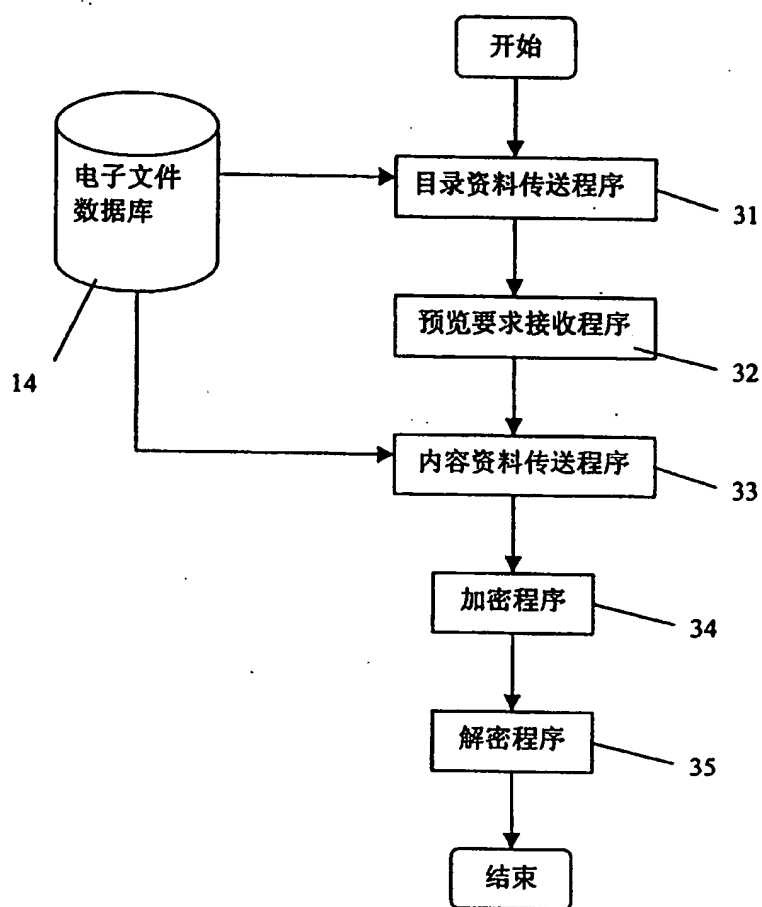 开始
电子文件
数据库
目录资料传送程序
31
预览要求接收程序
32
14
内容资料传送程序
33
加密程序
34
解密程序
35
结束